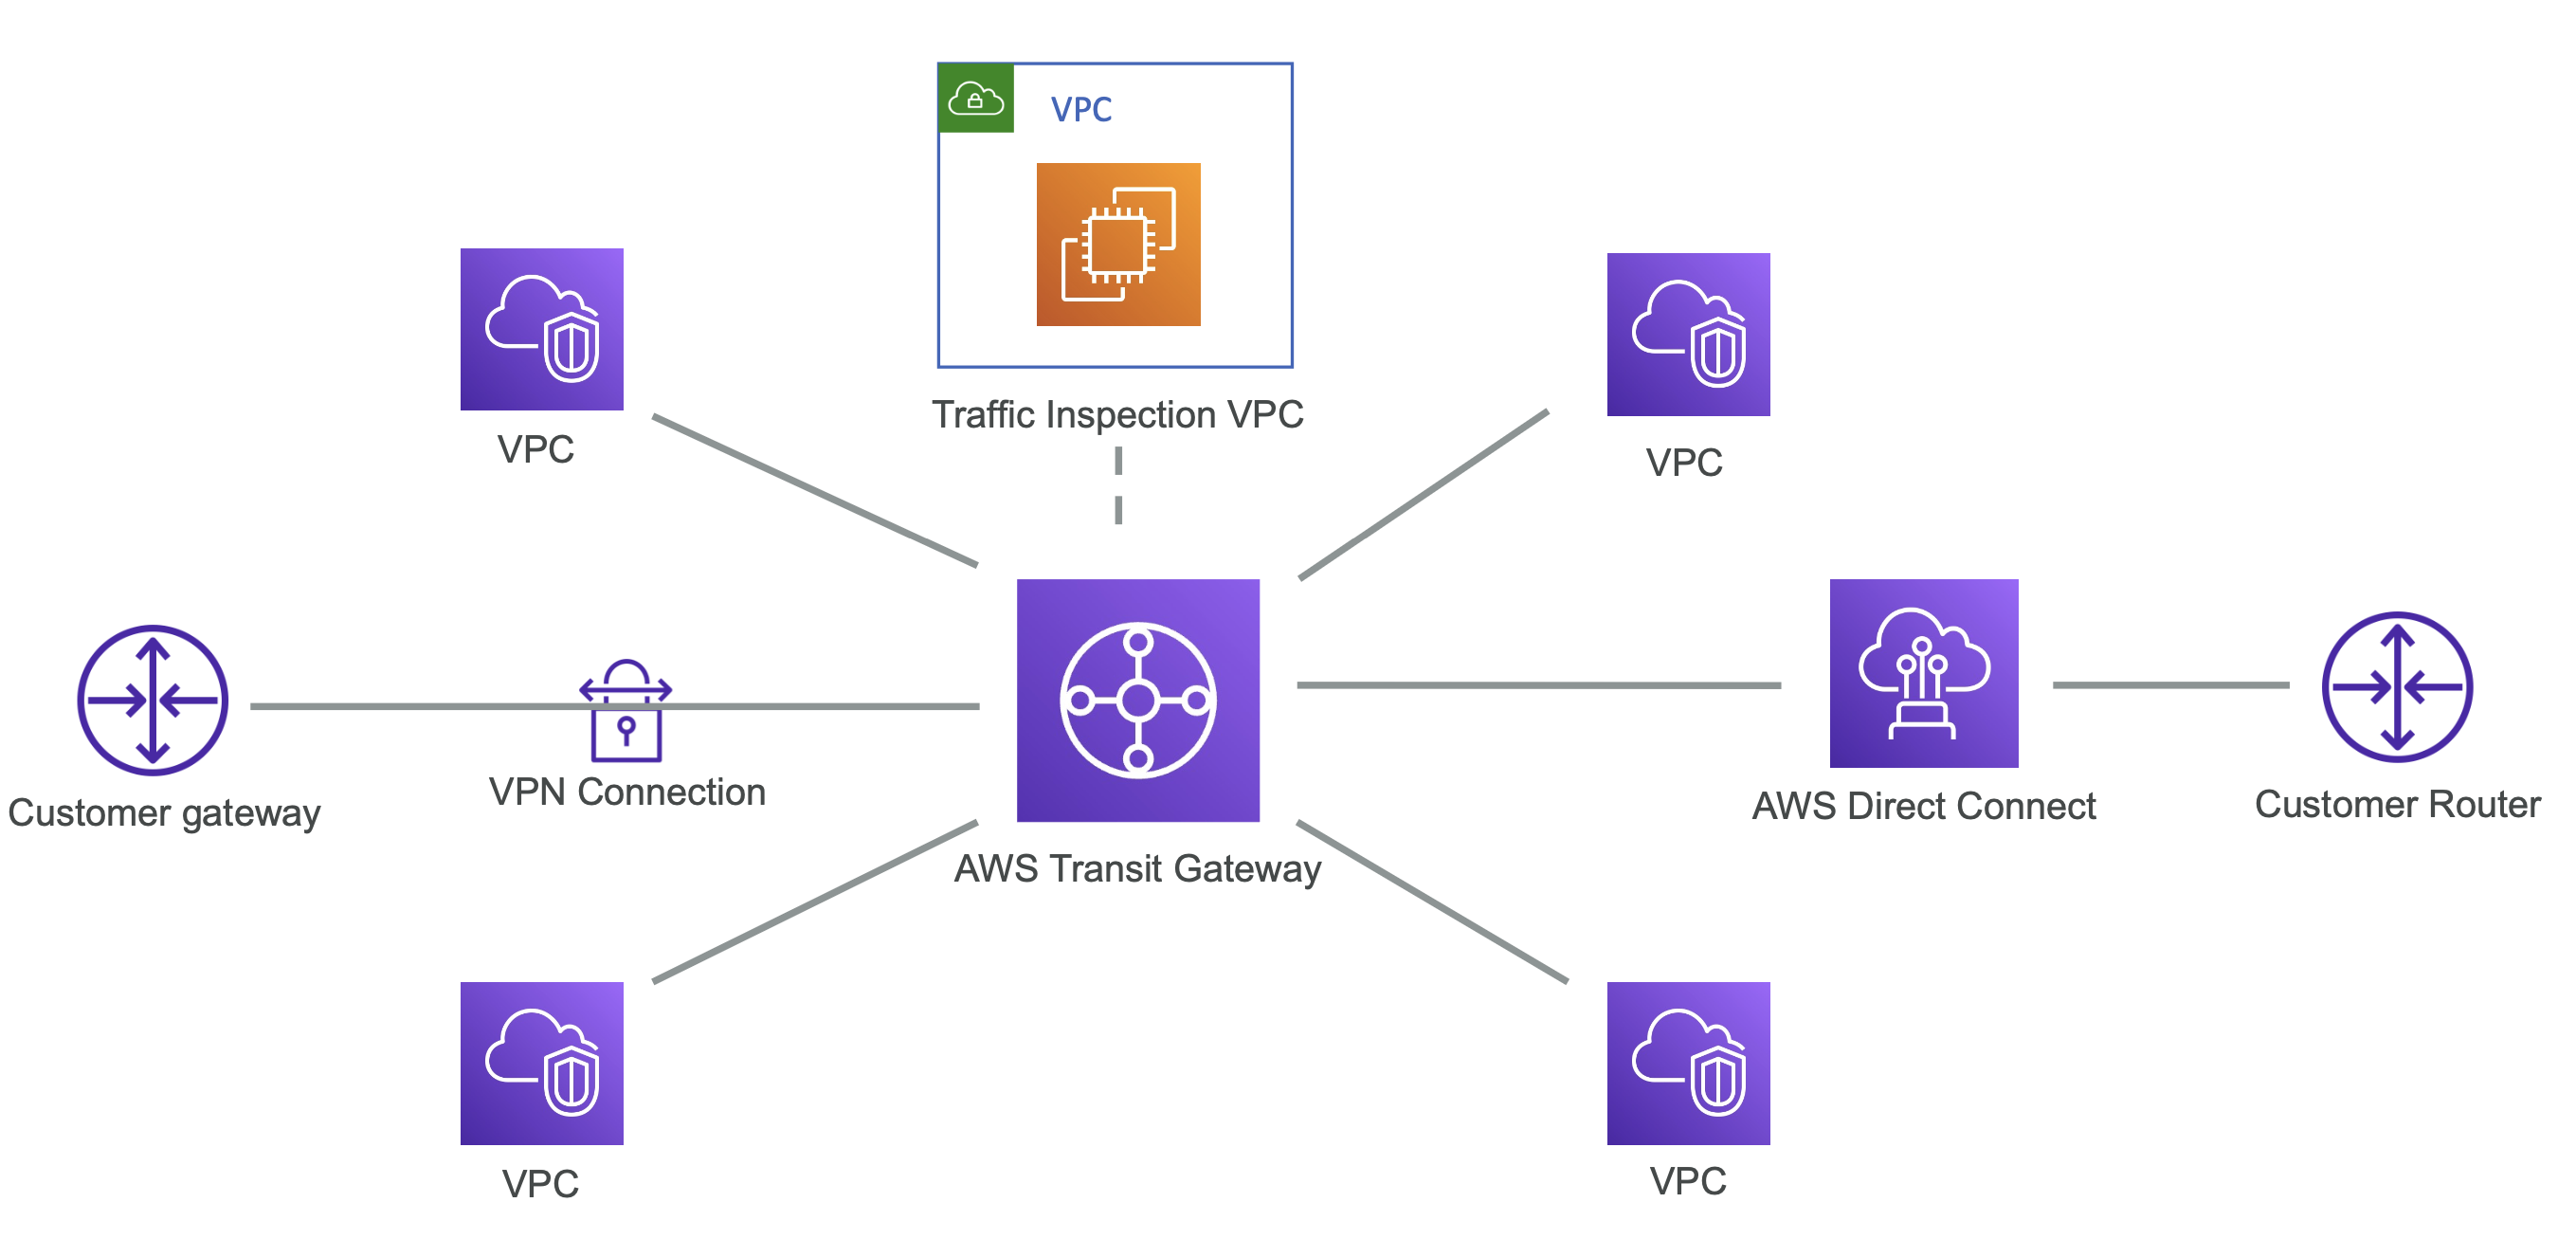 VPC
Traffic Inspection VPC
VPC
VPC
Customer gateway
VPN Connection
AWS Transit Gateway
AWS Direct Connect
Customer Router
VPC
VPC